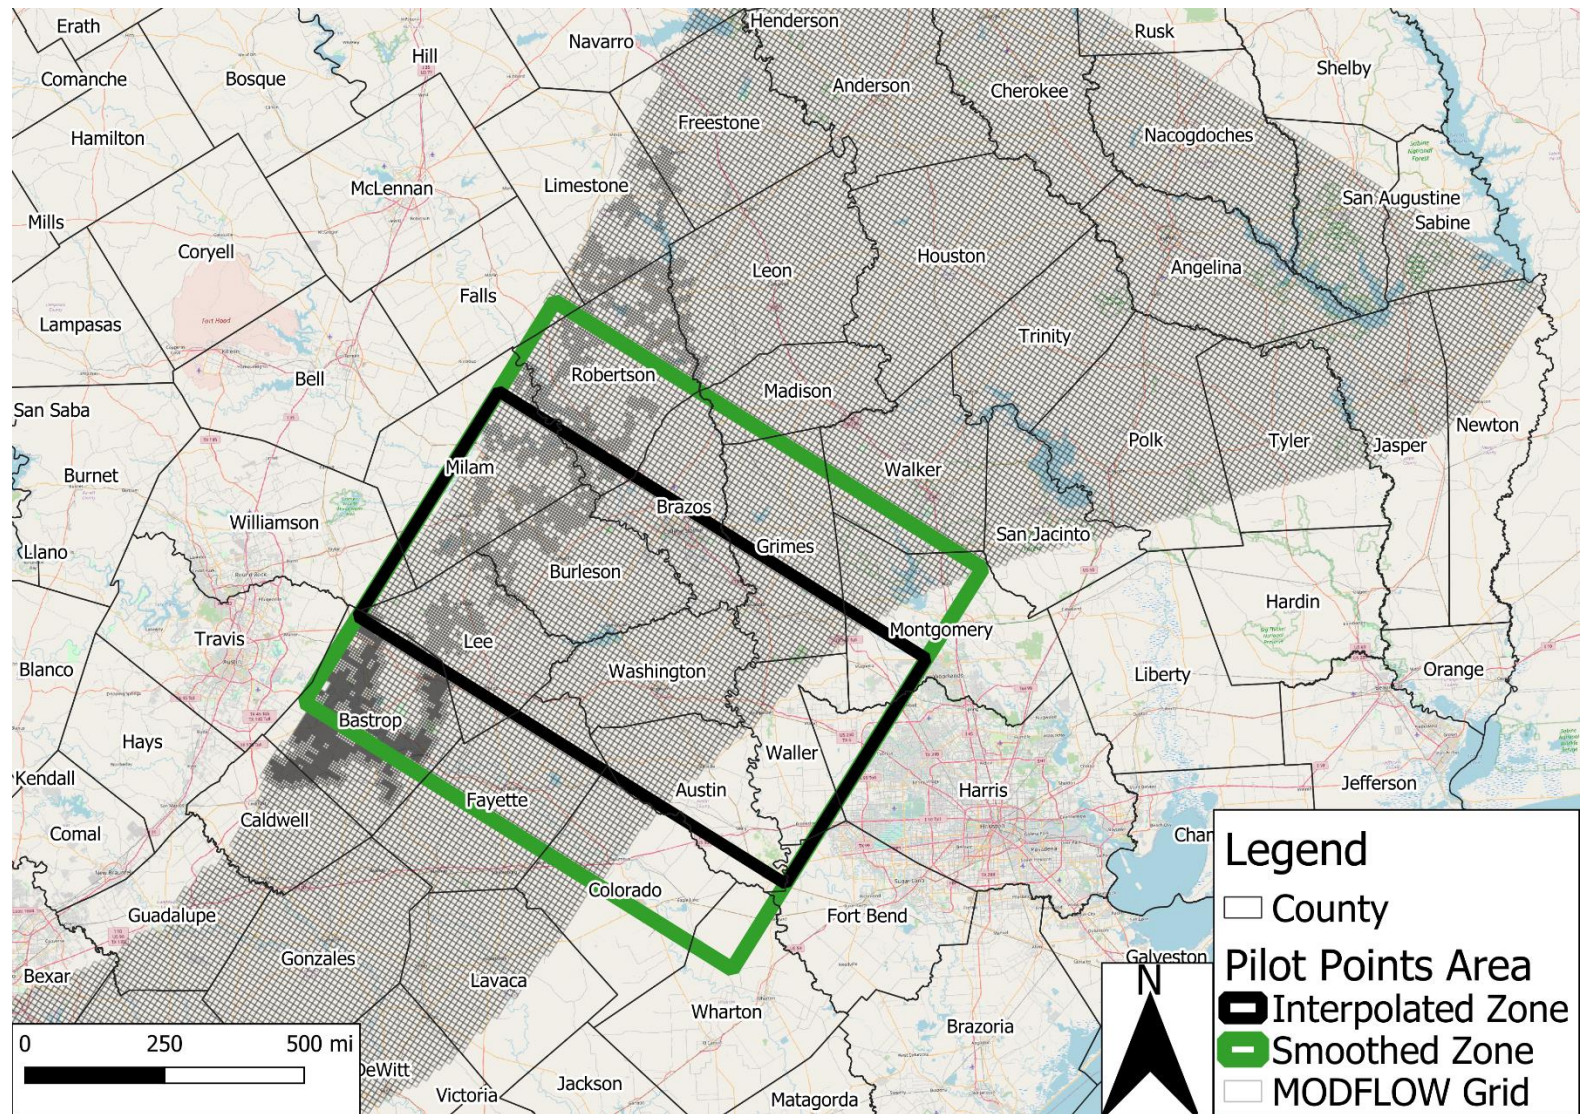 Henderson
Erath
Rusk
Navarro
Hill
Shelby
Comanche
Bosque
Anderson
Cherokee
Freestone
Hamilton
Nacogdoches
McLennan
Limestone
San Augustine
Mills
Sabine
Coryell
Houston
Angelina
Leon
Falls
Lampasas
Fort Hood
Trinity
Robertson
Bell
Madison
San Saba
Newton
Polk
Tyler
Jasper
Milam
Walker
Burnet
Brazos
Williamson
San Jacinto
Grimes
Llano
Burleson
Hardin
Montgomery
Travis
Lee
Washington
Blanco
Orange
Liberty
Bastrop
Hays
Waller
Kendall
Jefferson
Austin
Harris
Fayette
Caldwell
Comal
Cham
Colorado
Guadalupe
Fort Bend
Galveston
Gonzales
Bexar
Lavaca
Wharton
Brazoria
DeWitt
Jackson
Victoria
Matagorda
0 250 500 mi
N
Legend
County
Pilot Points Area
Interpolated Zone
Smoothed Zone
MODFLOW Grid